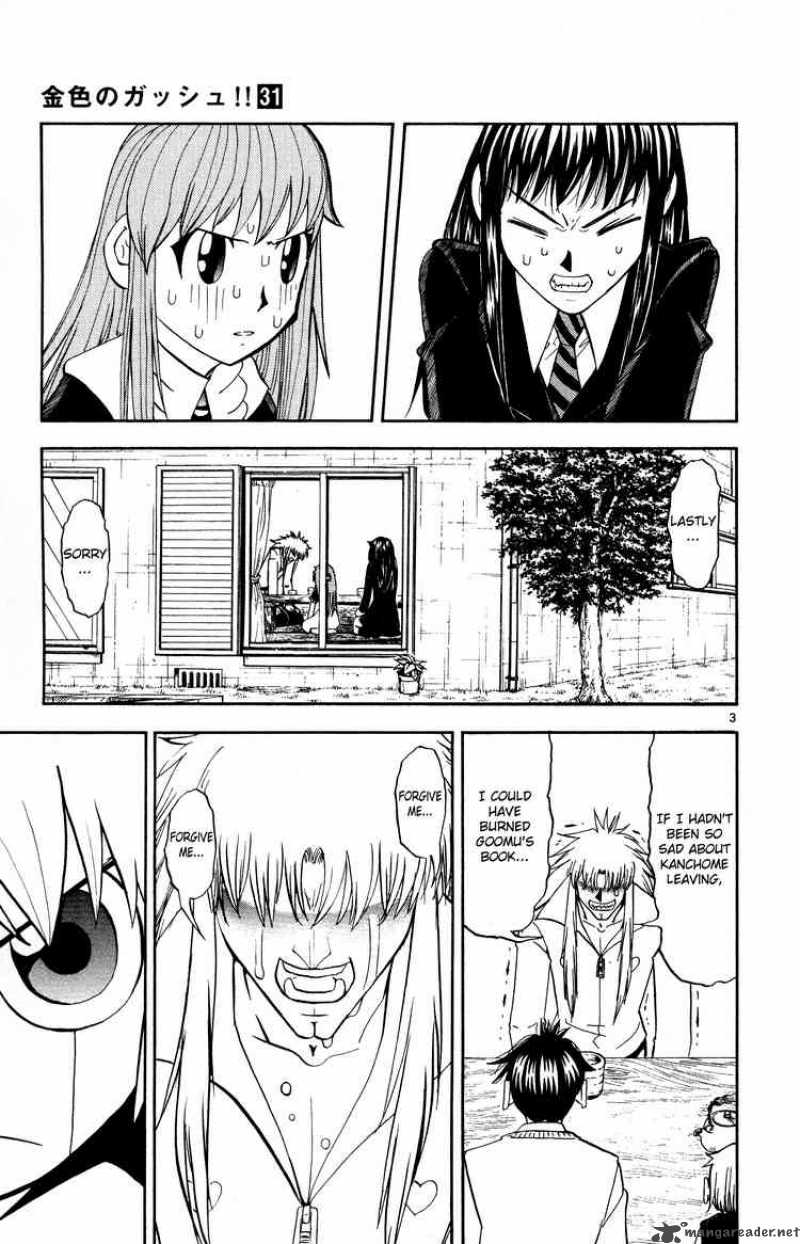 金色のガッシュ!! 31
LASTLY
...
SORRY
...
3
IF I HADN'T
BEEN SO
SAD ABOUT
KANCHOME
LEAVING,
I COULD
HAVE
BURNED
GOOMU'S
BOOK...
FORGIVE
ME...
FORGIVE
ME...
mangareader.net